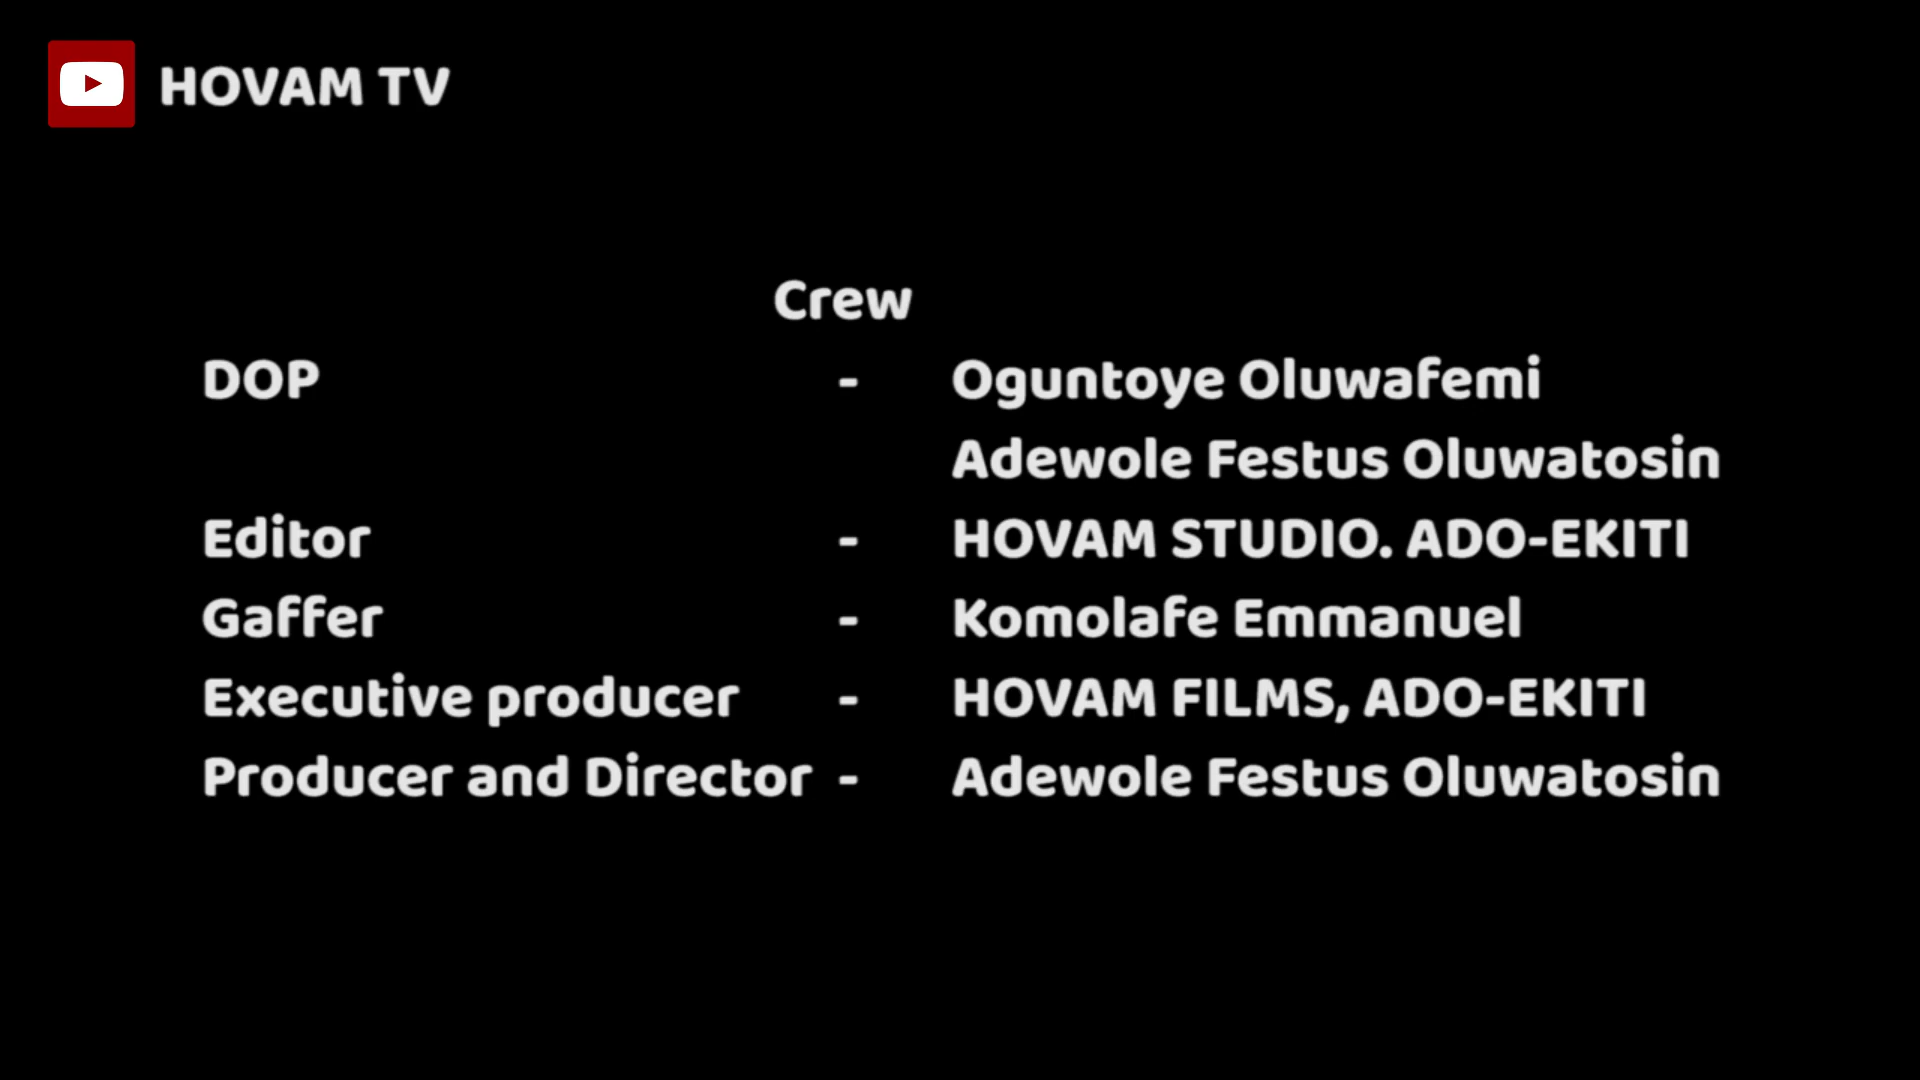 HOVAM TV
Crew
DOP - Oguntoye Oluwafemi
Adewole Festus Oluwatosin
Editor - HOVAM STUDIO. ADO-EKITI
Gaffer - Komolafe Emmanuel
Executive producer - HOVAM FILMS, ADO-EKITI
Producer and Director - Adewole Festus Oluwatosin